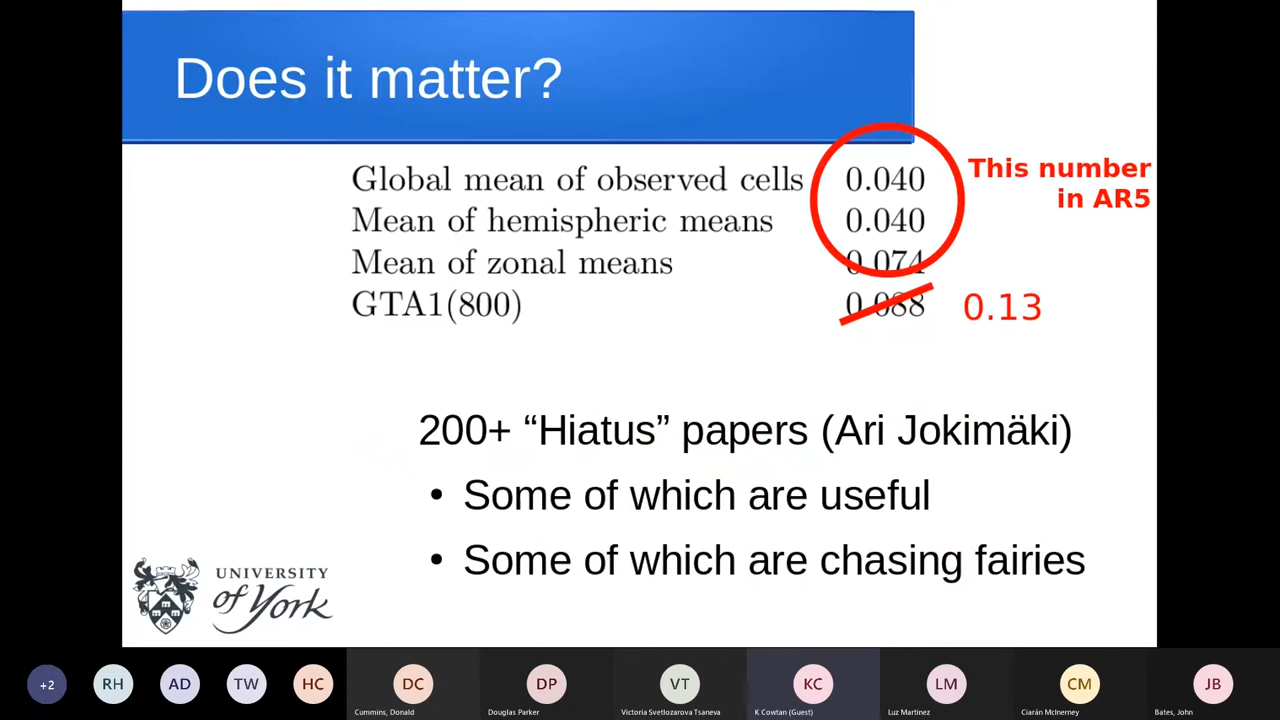 Does it matter?
Global mean of observed cells 0.040
This number
in AR5
Mean of hemispheric means 0.040
Mean of zonal means 0.074
GTA1(800) 0.088 0.13
200+ “Hiatus” papers (Ari Jokimäki)
• Some of which are useful
• Some of which are chasing fairies
UNIVERSITY
of York
+2 RH AD TW HC DC DP VT KC LM CM JB
Cummins, Donald Douglas Parker Victoria Svetlozarova Tsaneva K Cowtan (Guest) Luz Martinez Ciarán McInerney Bates, John